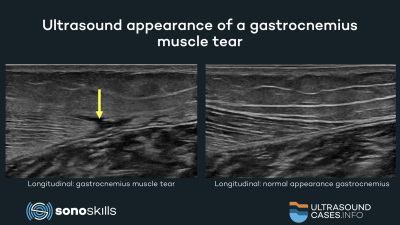 Ultrasound appearance of a gastrocnemius
muscle tear
Longitudinal: gastrocnemius muscle tear
Longitudinal: normal appearance gastrocnemius
sonoskills
ULTRASOUND
CASES.INFO